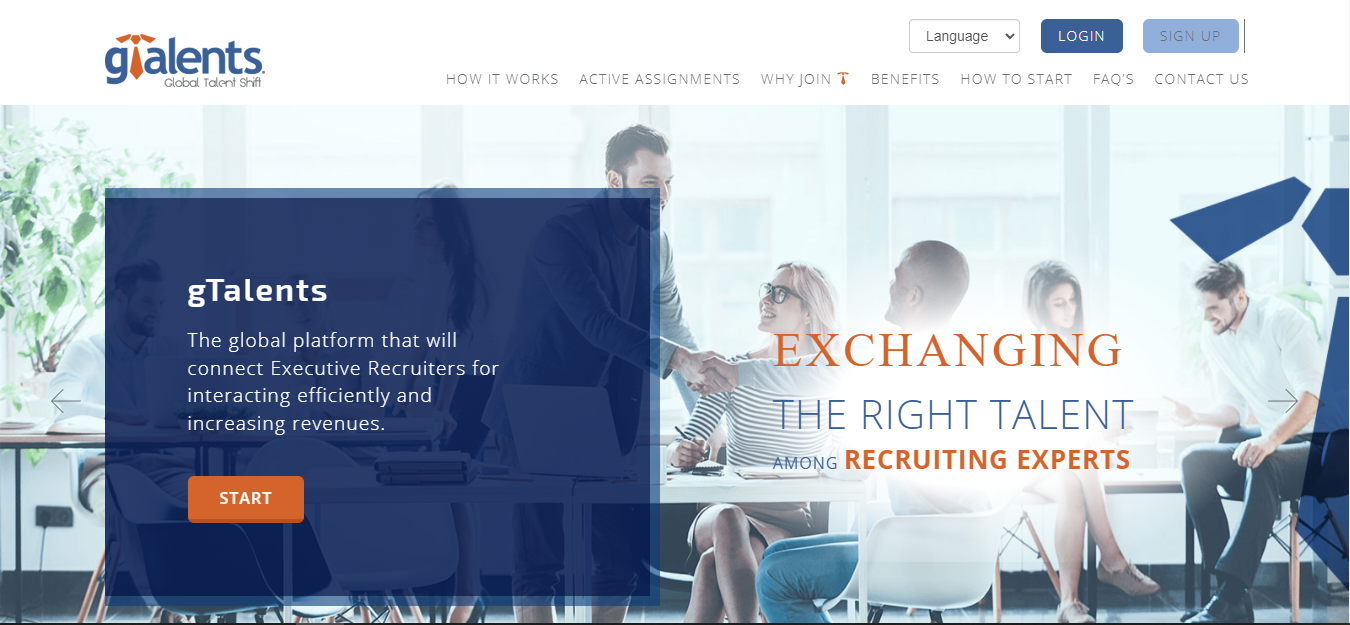 Language
LOGIN
SIGN UP
gTalents.
Global Talent Shift
HOW IT WORKS
ACTIVE ASSIGNMENTS
WHY JOIN
BENEFITS
HOW TO START
FAQ'S
CONTACT US
gTalents
The global platform that will
connect Executive Recruiters for
interacting efficiently and
increasing revenues.
START
EXCHANGING
THE RIGHT TALENT
AMONG RECRUITING EXPERTS